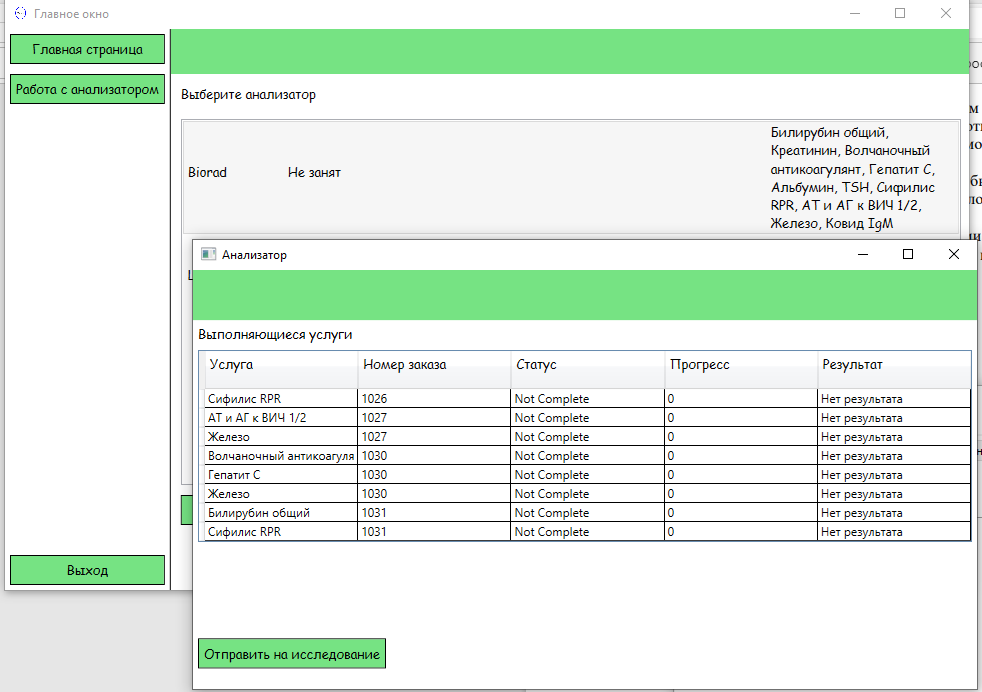 Главное окно
Главная страница
Работа с анализатором
Выберите анализатор
Biorad
Не занят
Билирубин общий,
Креатинин, Волчаночный
антикоагулянт, Гепатит С,
Альбумин, TSH, Сифилис
RPR, АТ и АГ к ВИЧ 1/2,
Железо, Ковид IgM
Анализатор
Выполняющиеся услуги
Услуга Номер заказа Статус Прогресс Результат
Сифилис RPR 1026 Not Complete 0 Нет результата
АТ и АГ к ВИЧ 1/2 1027 Not Complete 0 Нет результата
Железо 1027 Not Complete 0 Нет результата
Волчаночный антикоагуля 1030 Not Complete 0 Нет результата
Гепатит С 1030 Not Complete 0 Нет результата
Железо 1030 Not Complete 0 Нет результата
Билирубин общий 1031 Not Complete 0 Нет результата
Сифилис RPR 1031 Not Complete 0 Нет результата
Выход
Отправить на исследование